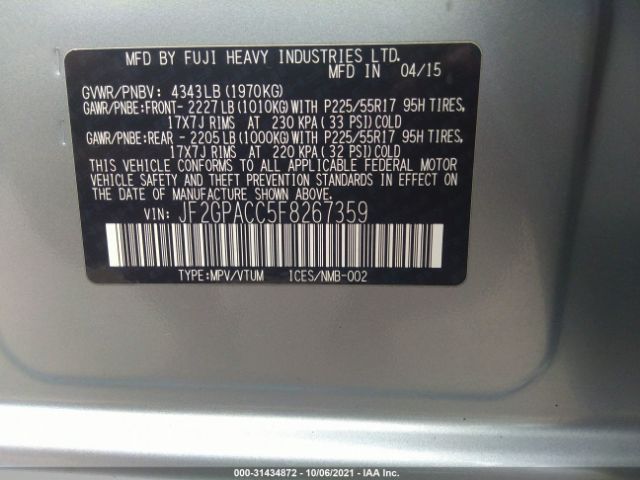 MFD BY FUJI HEAVY INDUSTRIES LTD.
MFD IN 04/15
GVWR/PNBV: 4343LB (1970KG)
GAWR/PNBE:FRONT- 2227LB(1010KG)WITH P225/55R17 95H TIRES,
17X7J RIMS AT 230 KPA( 33 PSI)COLD
GAWR/PNBE:REAR - 2205LB(1000KG)WITH P225/55R17 95H TIRES,
17X7J RIMS AT 220 KPA( 32 PSI)COLD
THIS VEHICLE CONFORMS TO ALL APPLICABLE FEDERAL MOTOR
VEHICLE SAFETY AND THEFT PREVENTION STANDARDS IN EFFECT
ON THE DATE OF MANUFACTURE SHOWN ABOVE.
VIN: JF2GPACC5F8267359
TYPE:MPV/VTUM ICES/NMB-002
000-31434872 - 10/06/2021 - IAA Inc.